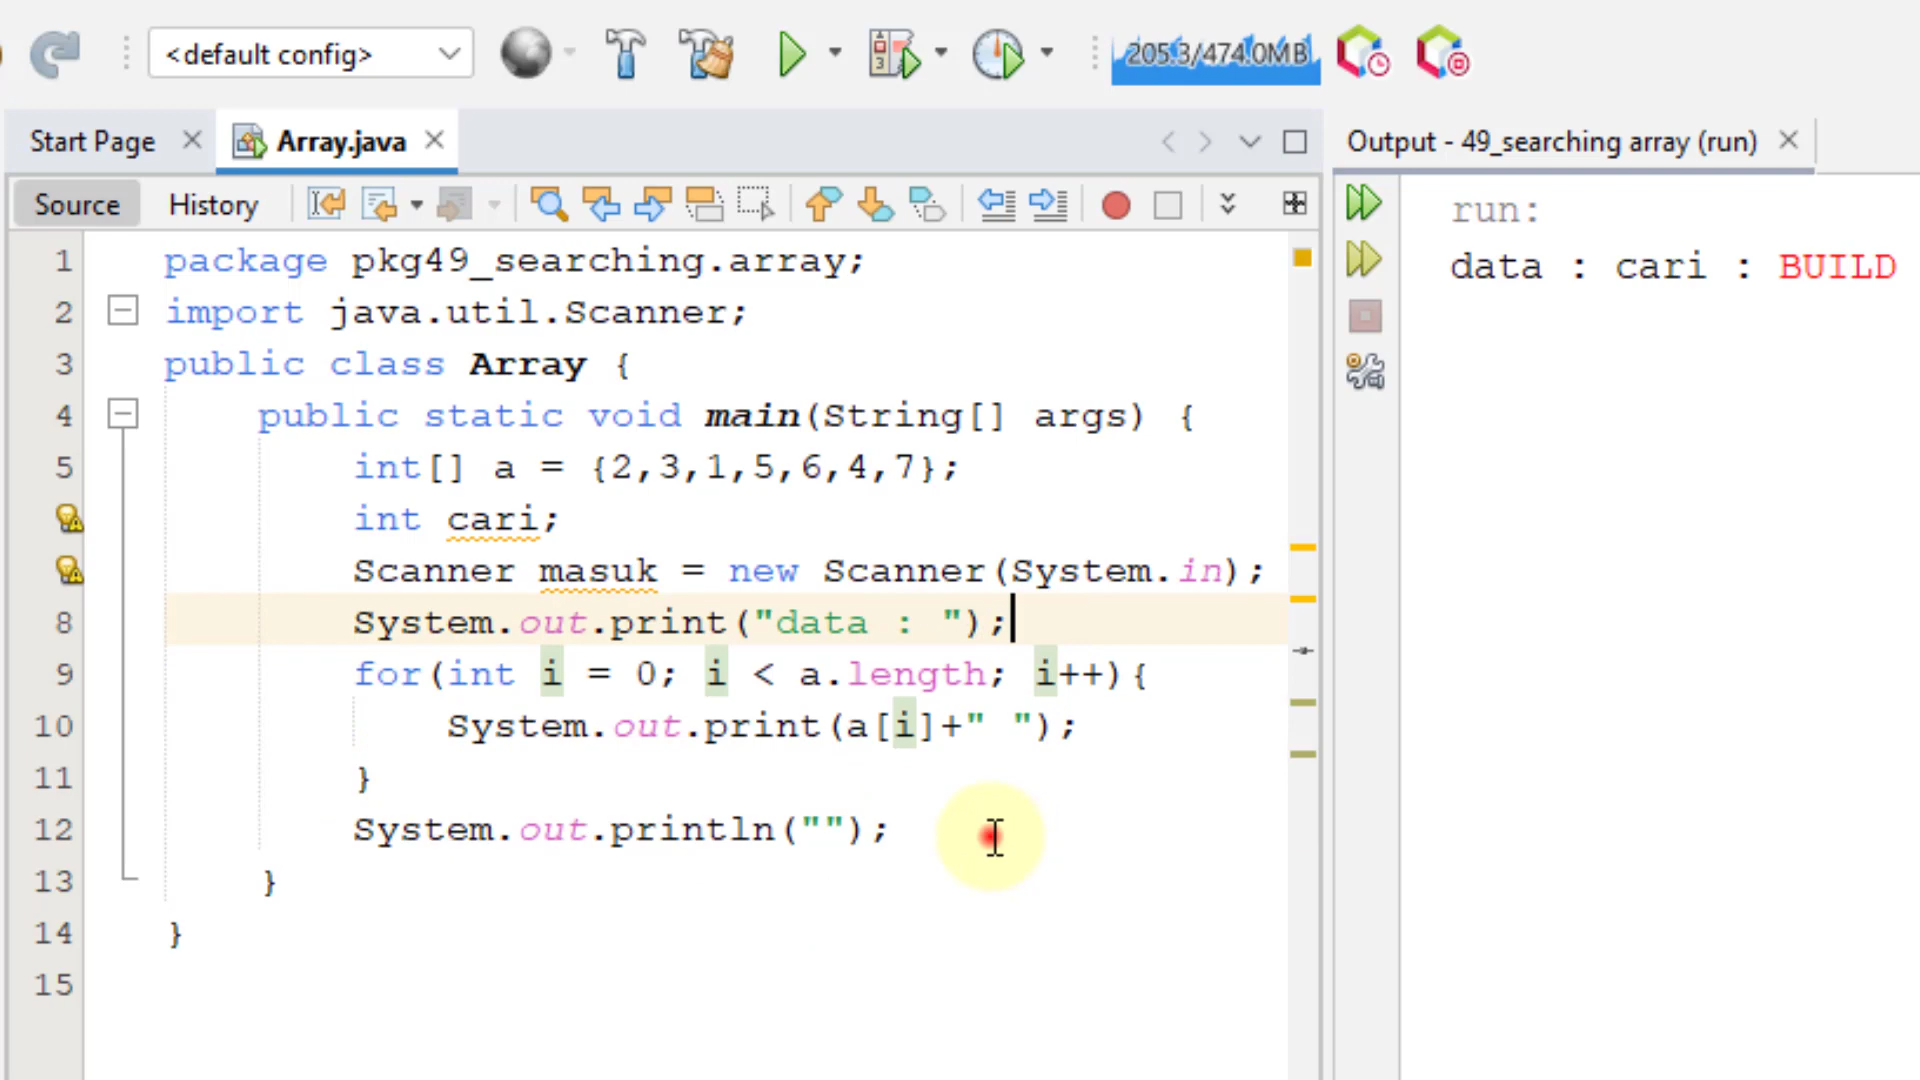 <default config>
205.3/474.0MB
Start Page
Array.java
Output - 49_searching array (run)
Source
History
1 package pkg49_searching.array;
2 import java.util.Scanner;
3 public class Array {
4 public static void main(String[] args) {
5 int[] a = {2,3,1,5,6,4,7};
int cari;
Scanner masuk = new Scanner(System.in);
8 System.out.print("data : ");
9 for(int i = 0; i < a.length; i++){
10 System.out.print(a[i]+" ");
11 }
12 System.out.println("");
13 }
14 }
15
run:
data : cari : BUILD